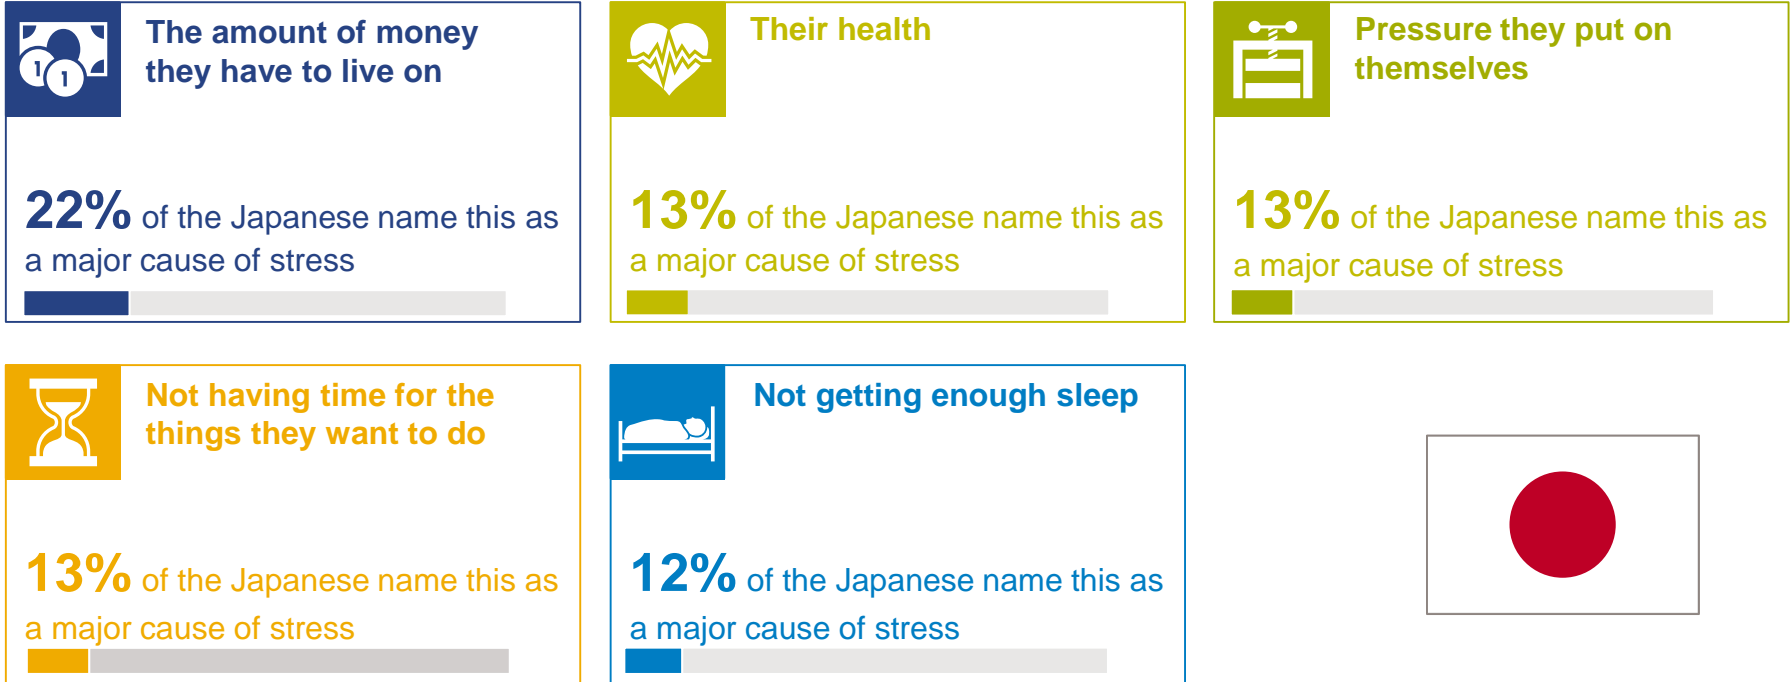 The amount of money
they have to live on
1 1
22% of the Japanese name this as
a major cause of stress
Their health
13% of the Japanese name this as
a major cause of stress
Pressure they put on
themselves
13% of the Japanese name this as
a major cause of stress
Not having time for the
things they want to do
13% of the Japanese name this as
a major cause of stress
Not getting enough sleep
12% of the Japanese name this as
a major cause of stress